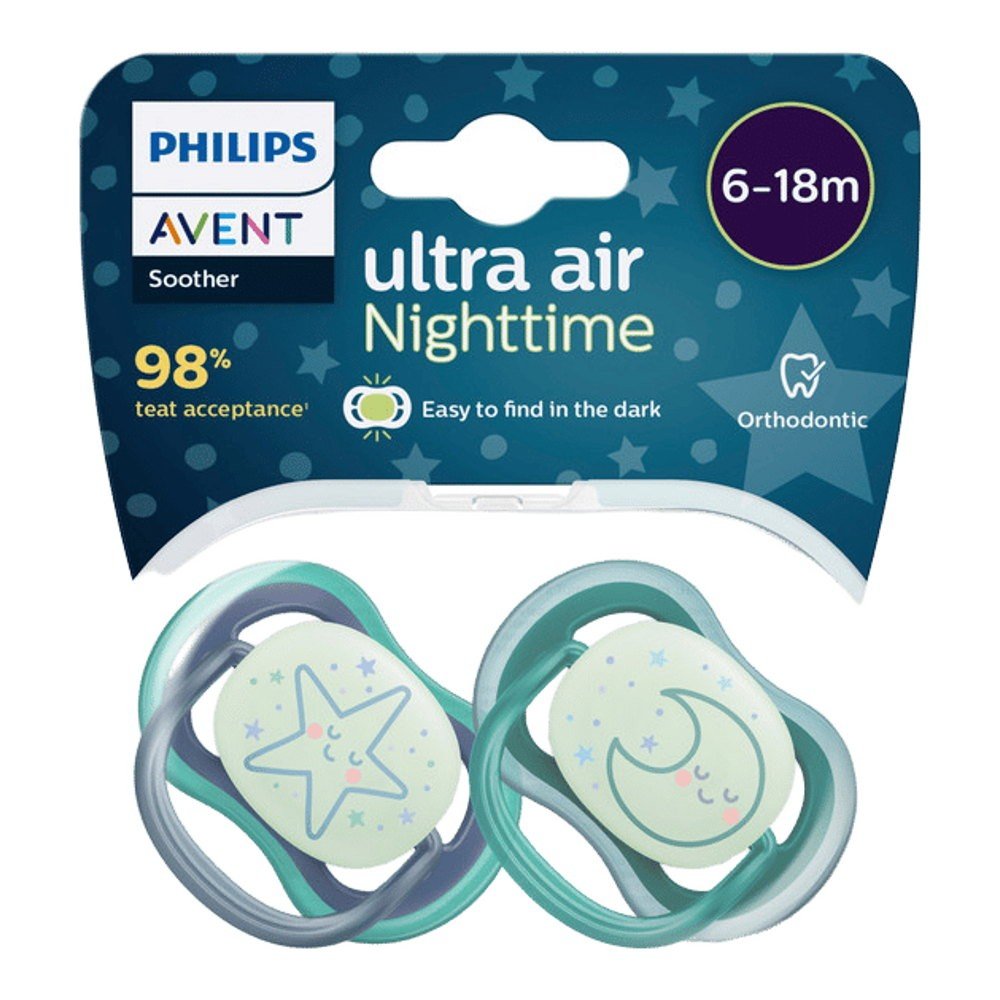 PHILIPS
AVENT
Soother
6-18m
ultra air
Nighttime
98%
teat acceptance¹
Easy to find in the dark
Orthodontic